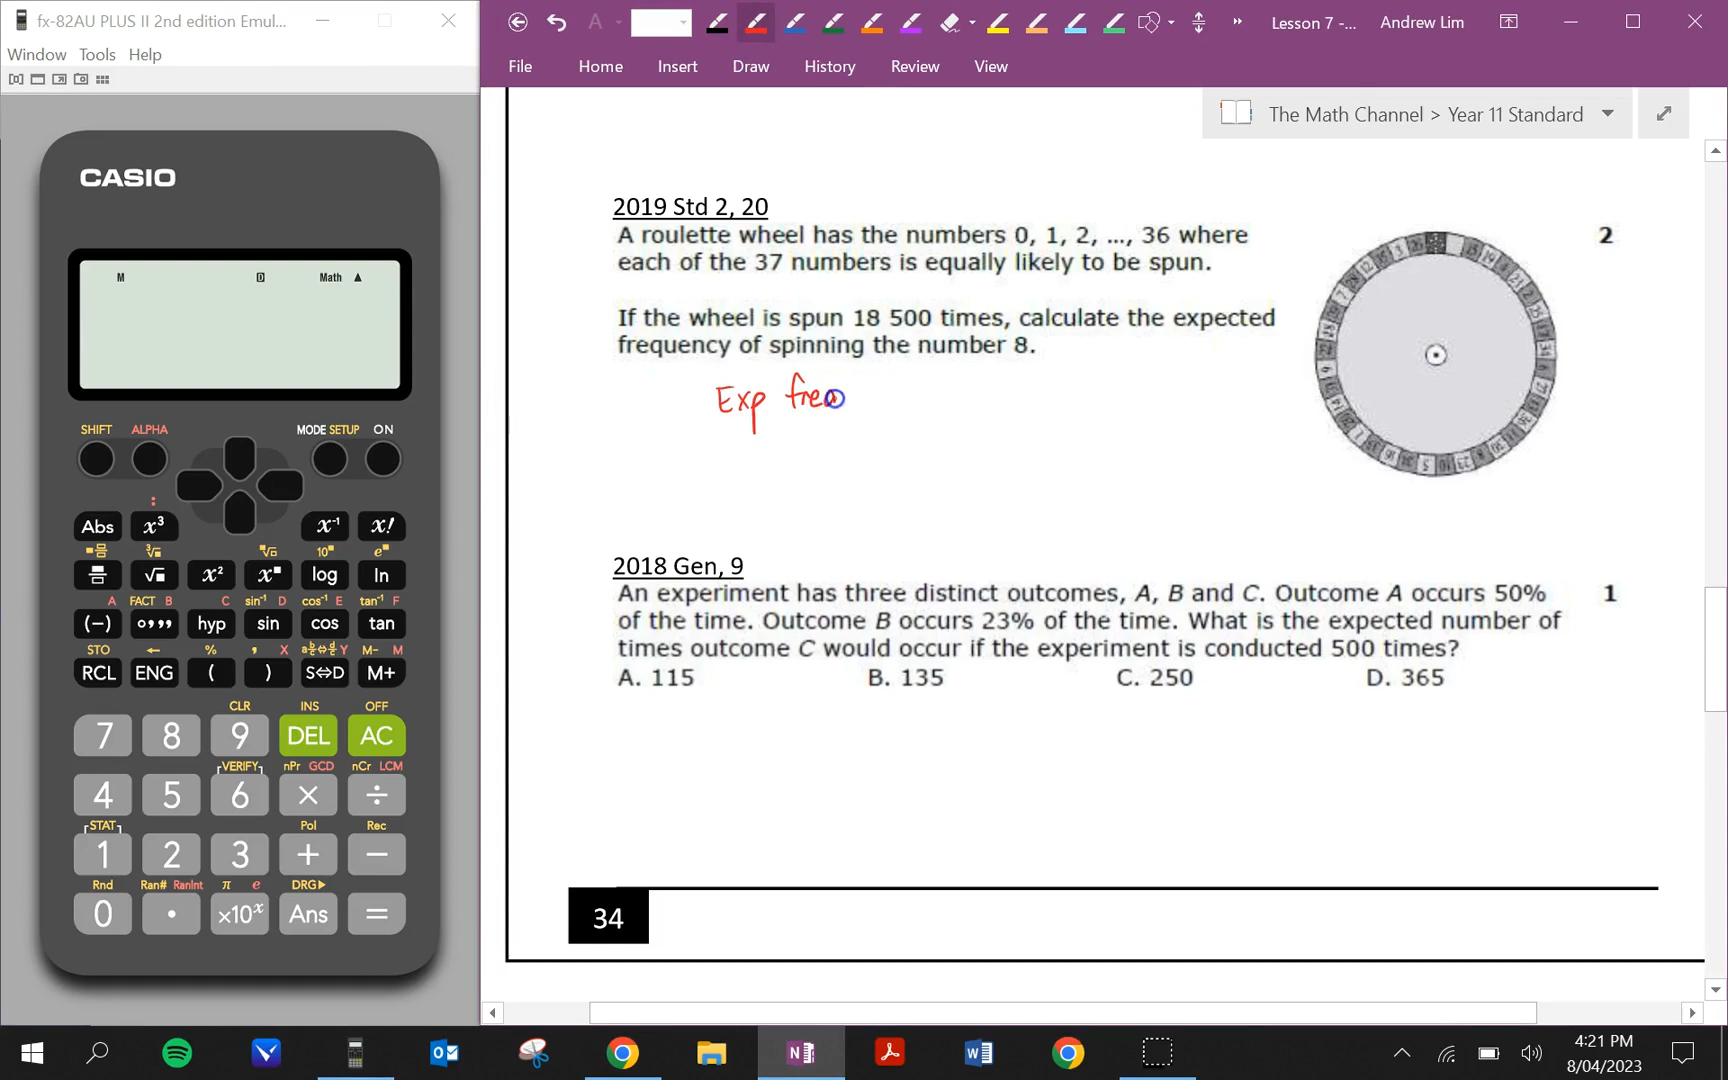 fx-82AU PLUS II 2nd edition Emul...
Window Tools Help
Lesson 7 -... Andrew Lim
File Home Insert Draw History Review View
The Math Channel > Year 11 Standard
CASIO
M D Math ▲
SHIFT ALPHA MODE SETUP ON
:
Abs x³ x⁻¹ x!
³√■ ■√□ 10■ e■
√■ x² x■ log ln
A FACT B C sin⁻¹ D cos⁻¹ E tan⁻¹ F
(−) °,,, hyp sin cos tan
STO ← % , X a b/c⇔d/c Y M- M
RCL ENG ( ) S⇔D M+
CLR INS OFF
7 8 9 DEL AC
VERIFY nPr GCD nCr LCM
4 5 6 × ÷
STAT Pol Rec
1 2 3 + −
Rnd Ran# RanInt π e DRG▶
0 • ×10ˣ Ans =
2019 Std 2, 20
A roulette wheel has the numbers 0, 1, 2, ..., 36 where
each of the 37 numbers is equally likely to be spun.
2
If the wheel is spun 18 500 times, calculate the expected
frequency of spinning the number 8.
Exp frea
2018 Gen, 9
An experiment has three distinct outcomes, A, B and C. Outcome A occurs 50%
of the time. Outcome B occurs 23% of the time. What is the expected number of
times outcome C would occur if the experiment is conducted 500 times?
1
A. 115 B. 135 C. 250 D. 365
34
4:21 PM
8/04/2023